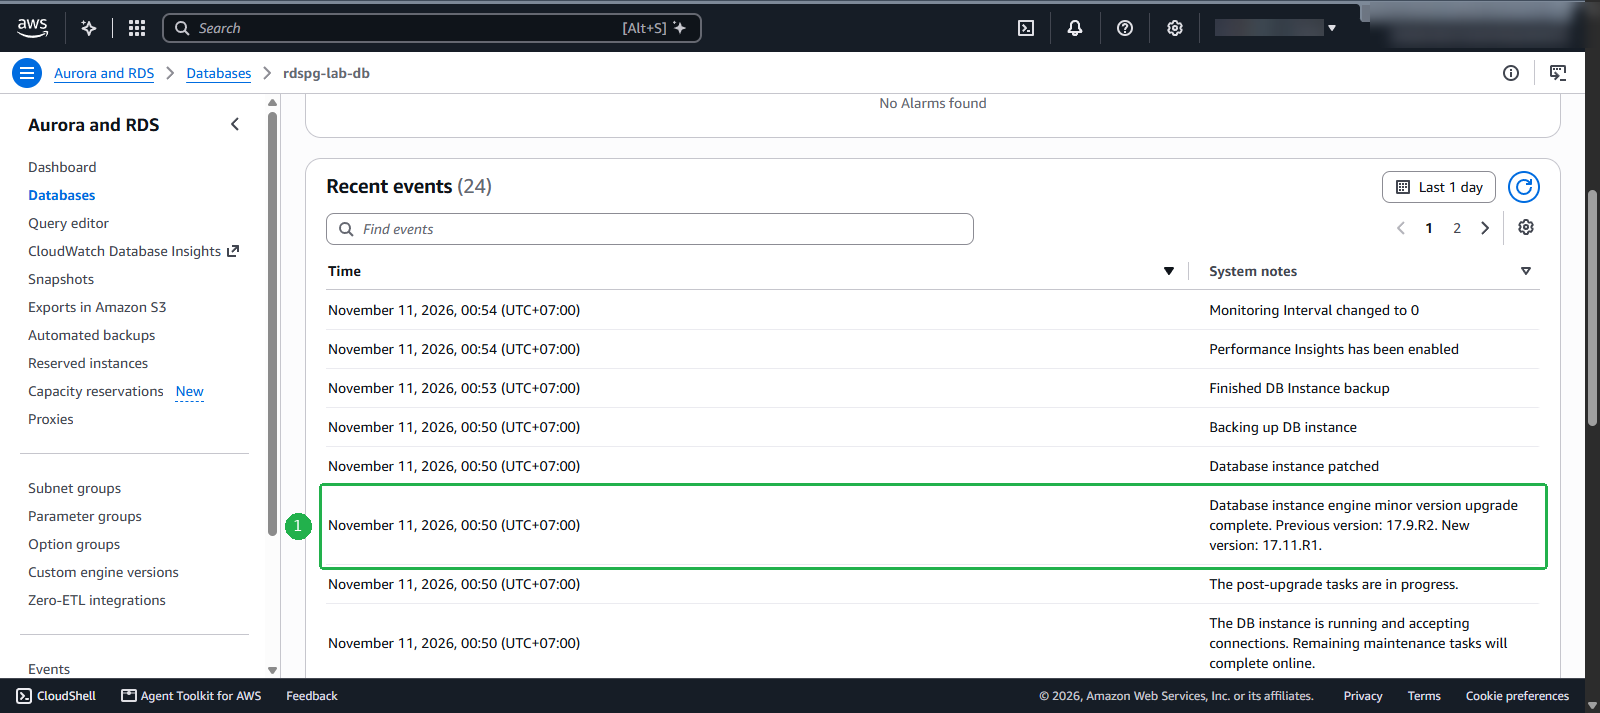 aws
Search
[Alt+S]
Aurora and RDS
Databases
rdspg-lab-db
Aurora and RDS
Dashboard
Databases
Query editor
CloudWatch Database Insights
Snapshots
Exports in Amazon S3
Automated backups
Reserved instances
Capacity reservations New
Proxies
Subnet groups
Parameter groups
Option groups
Custom engine versions
Zero-ETL integrations
Events
No Alarms found
Recent events (24)
Last 1 day
Find events
1 2
Time System notes
November 11, 2026, 00:54 (UTC+07:00) Monitoring Interval changed to 0
November 11, 2026, 00:54 (UTC+07:00) Performance Insights has been enabled
November 11, 2026, 00:53 (UTC+07:00) Finished DB Instance backup
November 11, 2026, 00:50 (UTC+07:00) Backing up DB instance
November 11, 2026, 00:50 (UTC+07:00) Database instance patched
1
November 11, 2026, 00:50 (UTC+07:00) Database instance engine minor version upgrade
complete. Previous version: 17.9.R2. New
version: 17.11.R1.
November 11, 2026, 00:50 (UTC+07:00) The post-upgrade tasks are in progress.
November 11, 2026, 00:50 (UTC+07:00) The DB instance is running and accepting
connections. Remaining maintenance tasks will
complete online.
CloudShell
Agent Toolkit for AWS
Feedback
© 2026, Amazon Web Services, Inc. or its affiliates.
Privacy
Terms
Cookie preferences